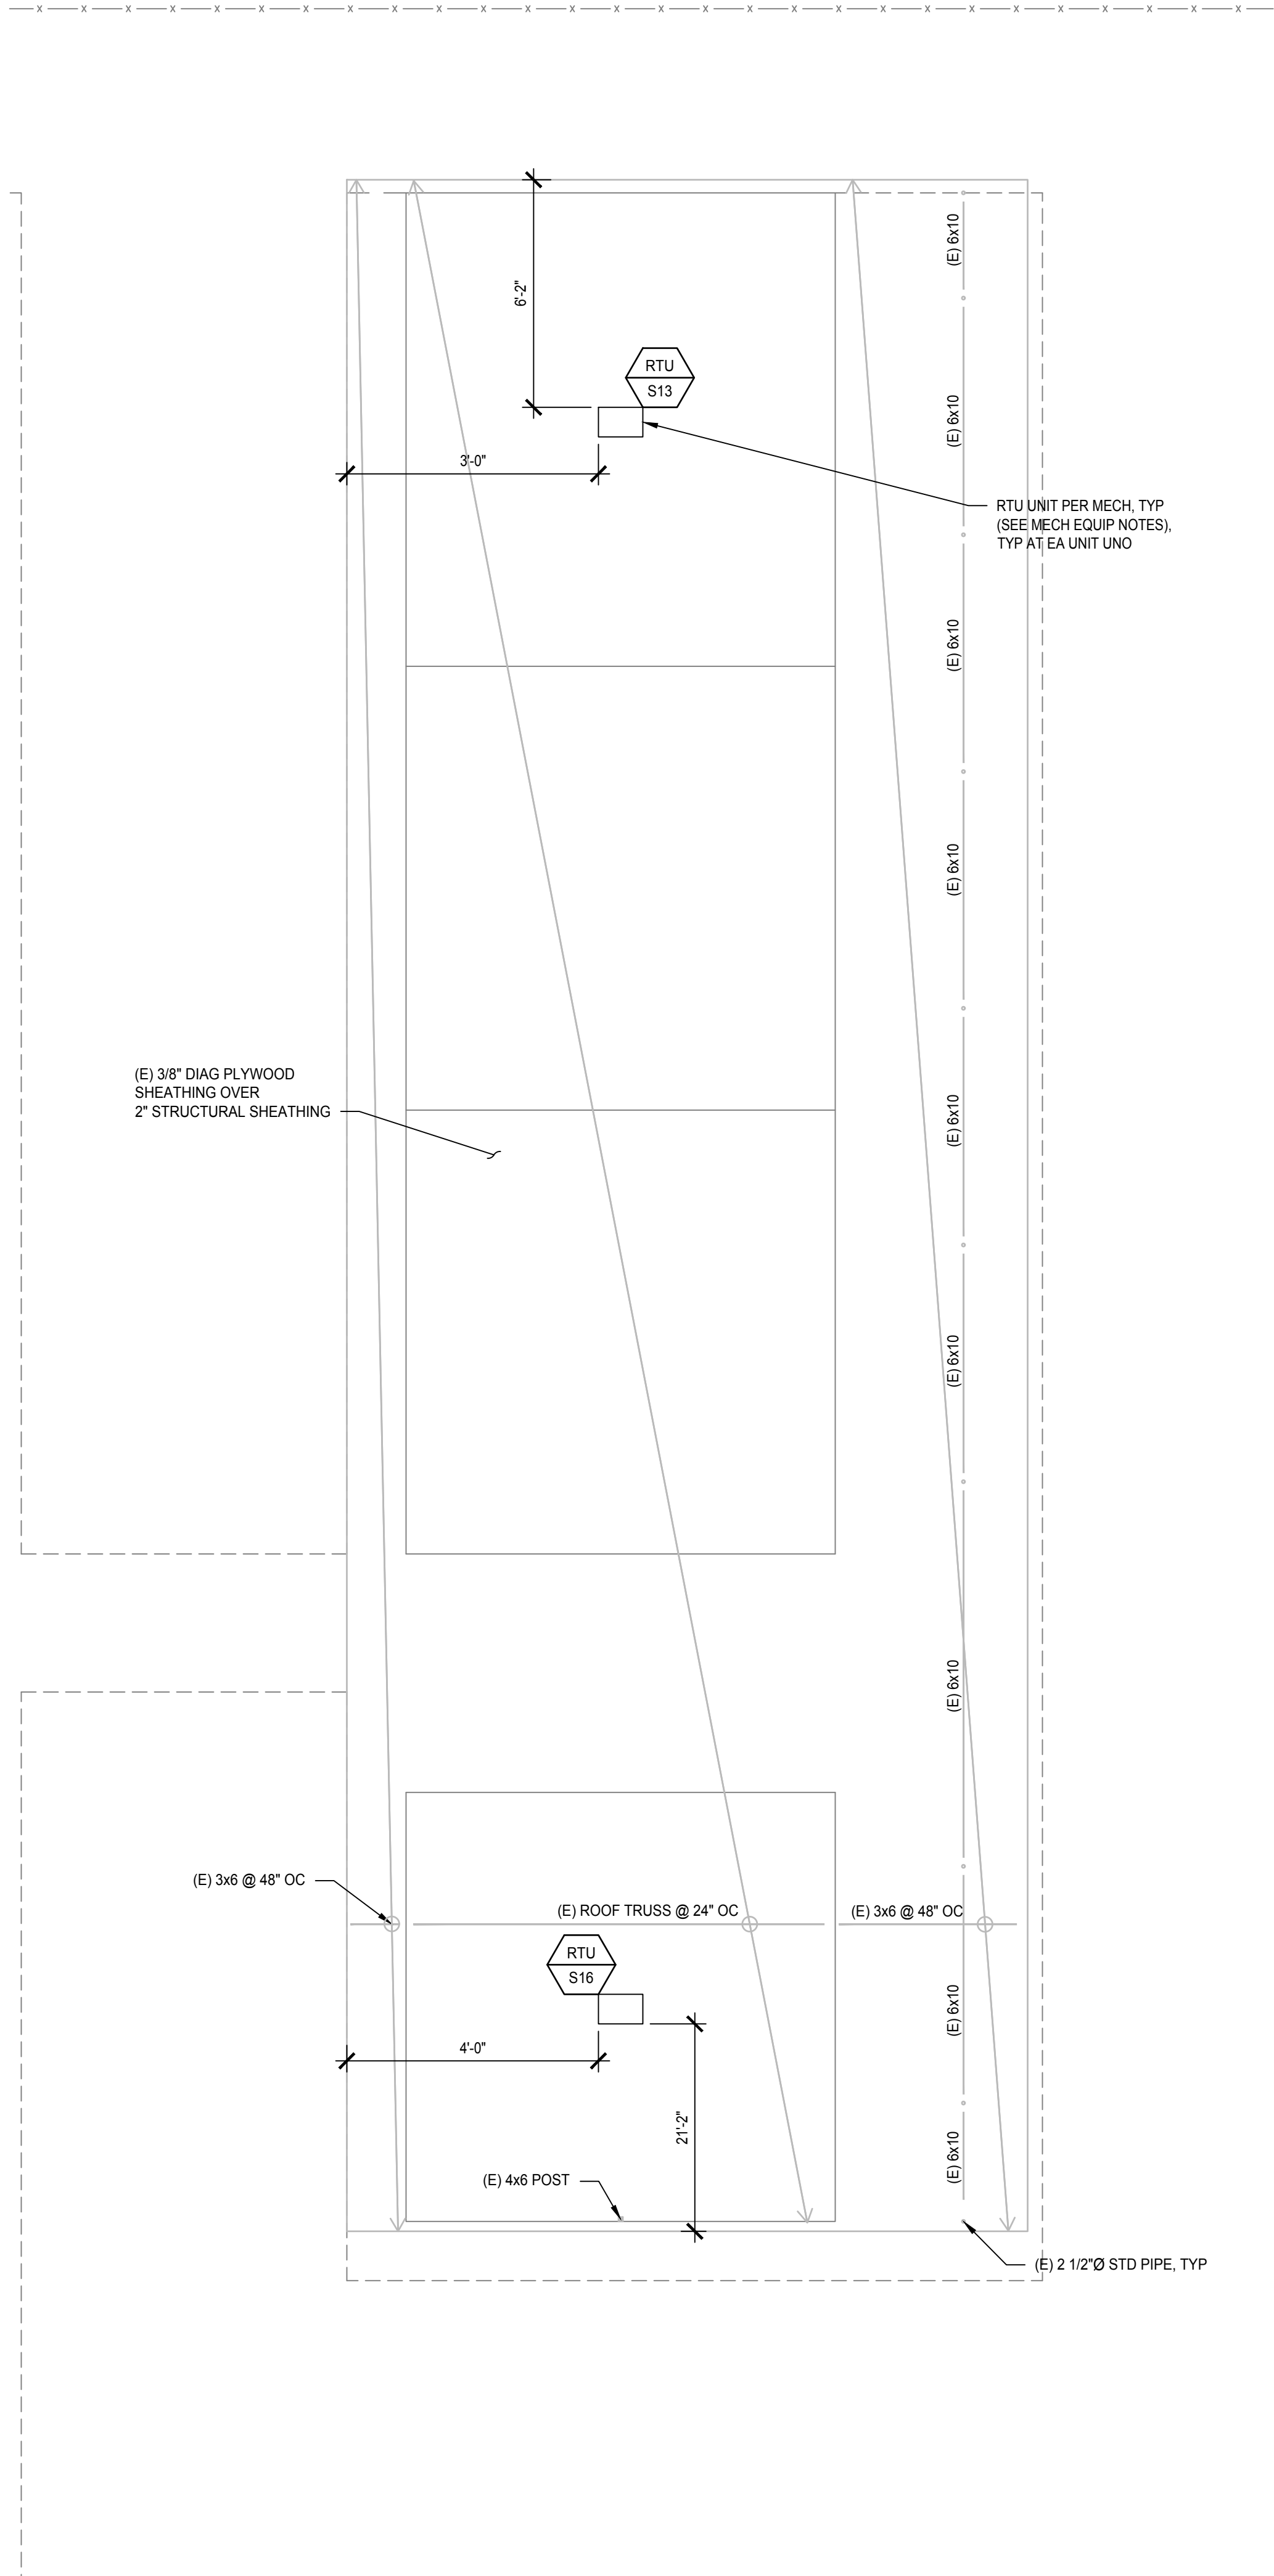 x x x x x x x x x x x x x x x x x x x x x x x x x x x x
(E) 6x10
6'-2"
RTU
S13
(E) 6x10
3'-0"
RTU UNIT PER MECH, TYP
(SEE MECH EQUIP NOTES),
TYP AT EA UNIT UNO
(E) 6x10
(E) 6x10
(E) 3/8" DIAG PLYWOOD
SHEATHING OVER
2" STRUCTURAL SHEATHING
(E) 6x10
(E) 6x10
(E) 6x10
(E) 3x6 @ 48" OC
(E) ROOF TRUSS @ 24" OC
(E) 3x6 @ 48" OC
RTU
S16
(E) 6x10
4'-0"
21'-2"
(E) 6x10
(E) 4x6 POST
(E) 2 1/2"Ø STD PIPE, TYP